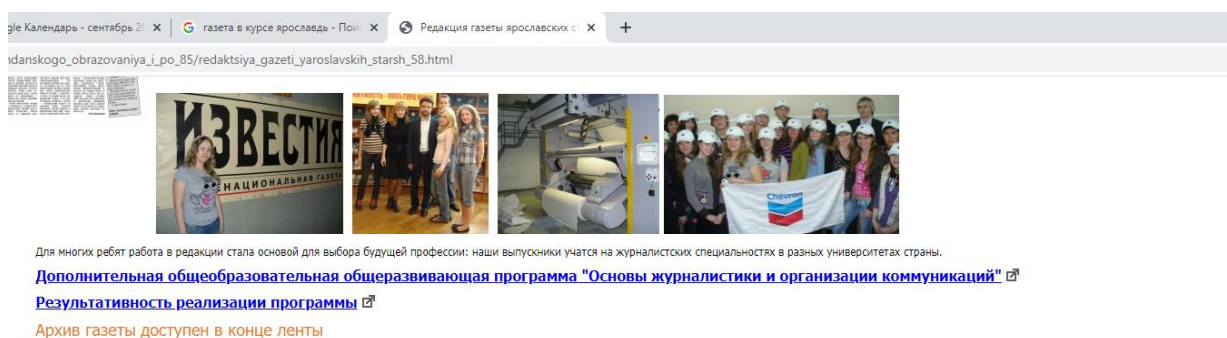 gle Календарь - сентябрь 2
газета в курсе ярославдь - Пои
Редакция газеты ярославских с
ndanskogo_obrazovaniya_i_po_85/redaktsiya_gazeti_yaroslavskih_starsh_58.html
ИЗВЕСТИЯ
НАЦИОНАЛЬНАЯ ГАЗЕТА
Chevron
Для многих ребят работа в редакции стала основой для выбора будущей профессии: наши выпускники учатся на журналистских специальностях в разных университетах страны.
Дополнительная общеобразовательная общеразвивающая программа "Основы журналистики и организации коммуникаций"
Результативность реализации программы
Архив газеты доступен в конце ленты